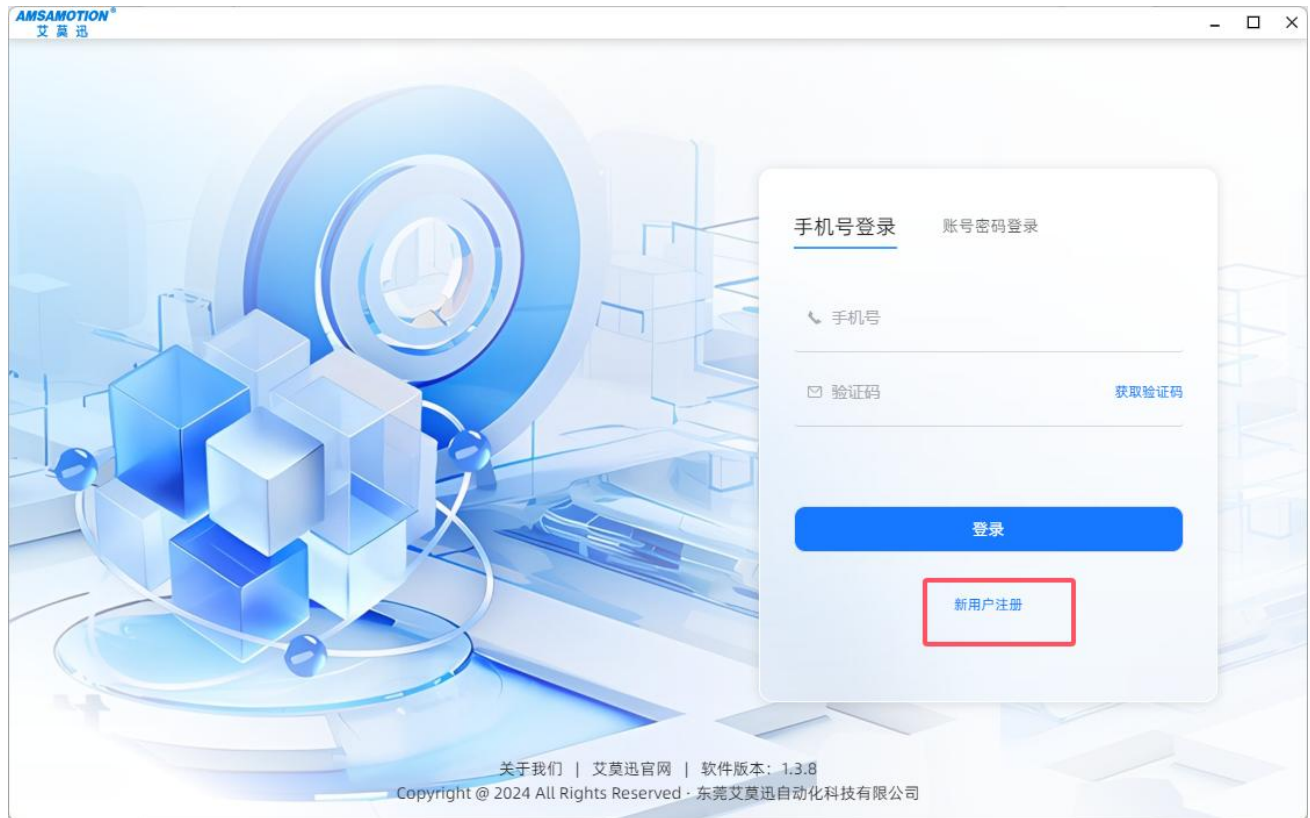 AMSAMOTION®
艾莫迅
手机号登录 账号密码登录
手机号
验证码 获取验证码
登录
新用户注册
关于我们 | 艾莫迅官网 | 软件版本：1.3.8
Copyright @ 2024 All Rights Reserved · 东莞艾莫迅自动化科技有限公司